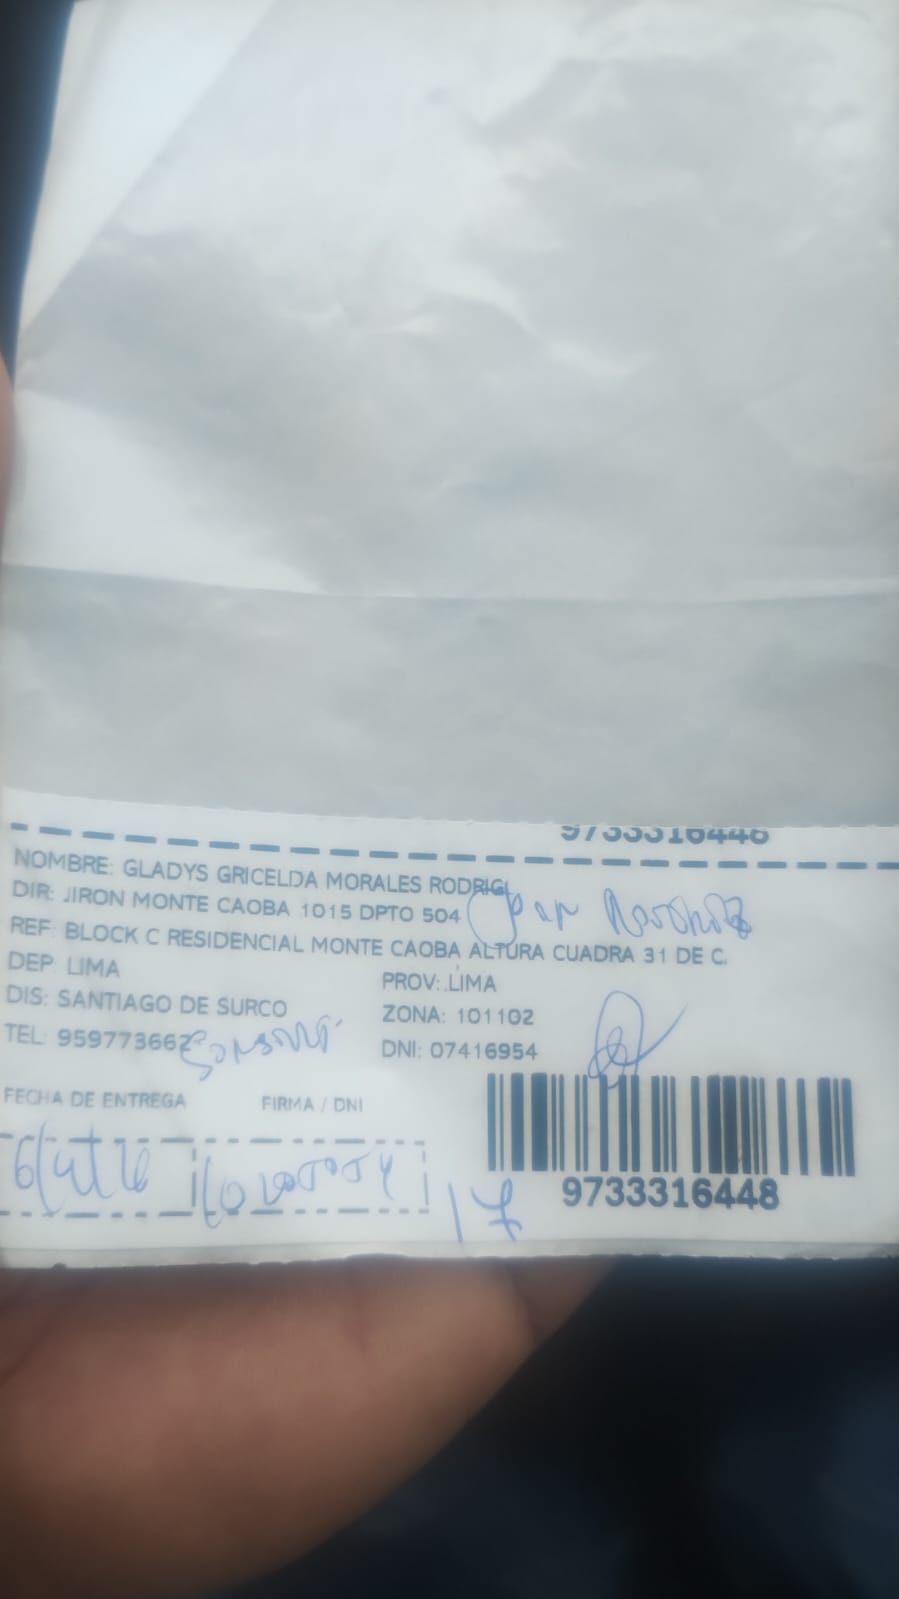 9733316448
NOMBRE: GLADYS GRICELDA MORALES RODRIGU
DIR: JIRON MONTE CAOBA 1015 DPTO 504
REF: BLOCK C RESIDENCIAL MONTE CAOBA ALTURA CUADRA 31 DE C.
DEP: LIMA
PROV: LIMA
DIS: SANTIAGO DE SURCO
ZONA: 101102
TEL: 959773662
DNI: 07416954
FECHA DE ENTREGA
FIRMA / DNI
17
9733316448